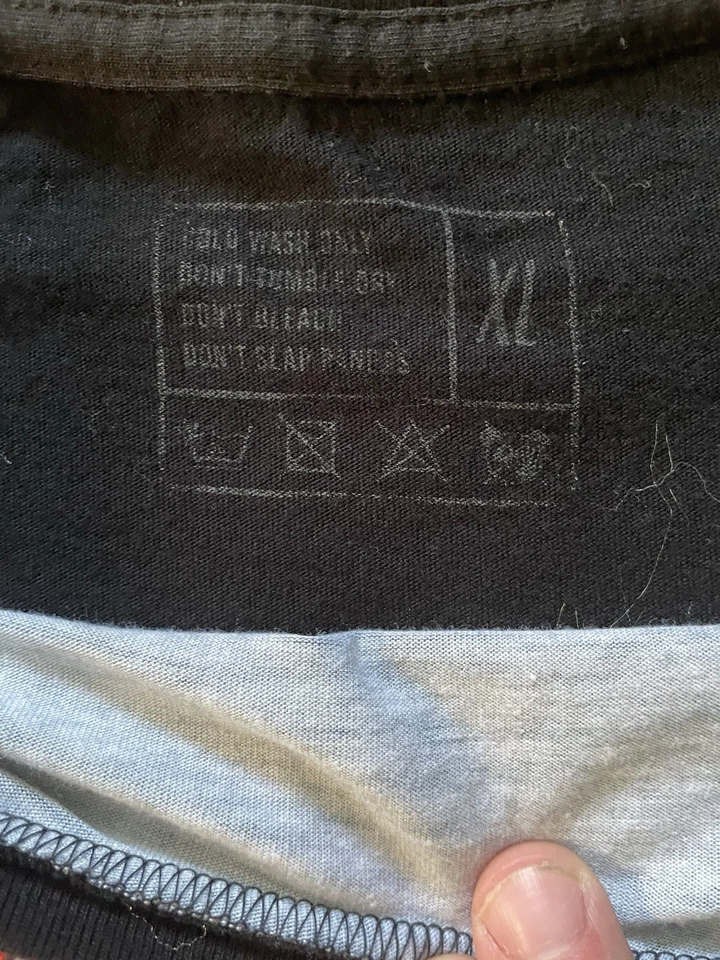 COLD WASH ONLY
DON'T TUMBLE DRY
DON'T BLEACH
DON'T SLAP PANDAS
XL